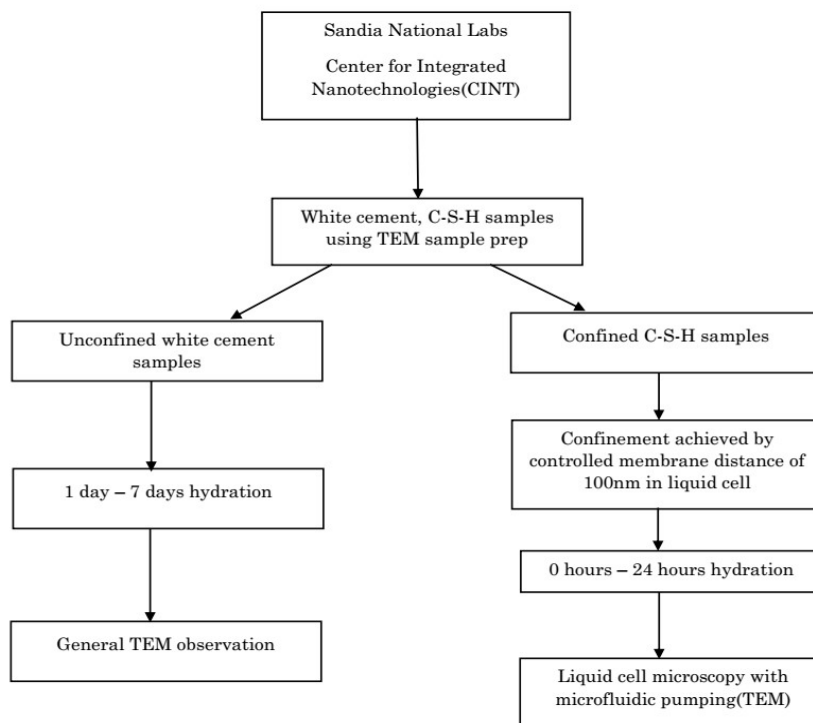 Sandia National Labs
Center for Integrated
Nanotechnologies(CINT)
White cement, C-S-H samples
using TEM sample prep
Unconfined white cement
samples
1 day – 7 days hydration
General TEM observation
Confined C-S-H samples
Confinement achieved by
controlled membrane distance of
100nm in liquid cell
0 hours – 24 hours hydration
Liquid cell microscopy with
microfluidic pumping(TEM)